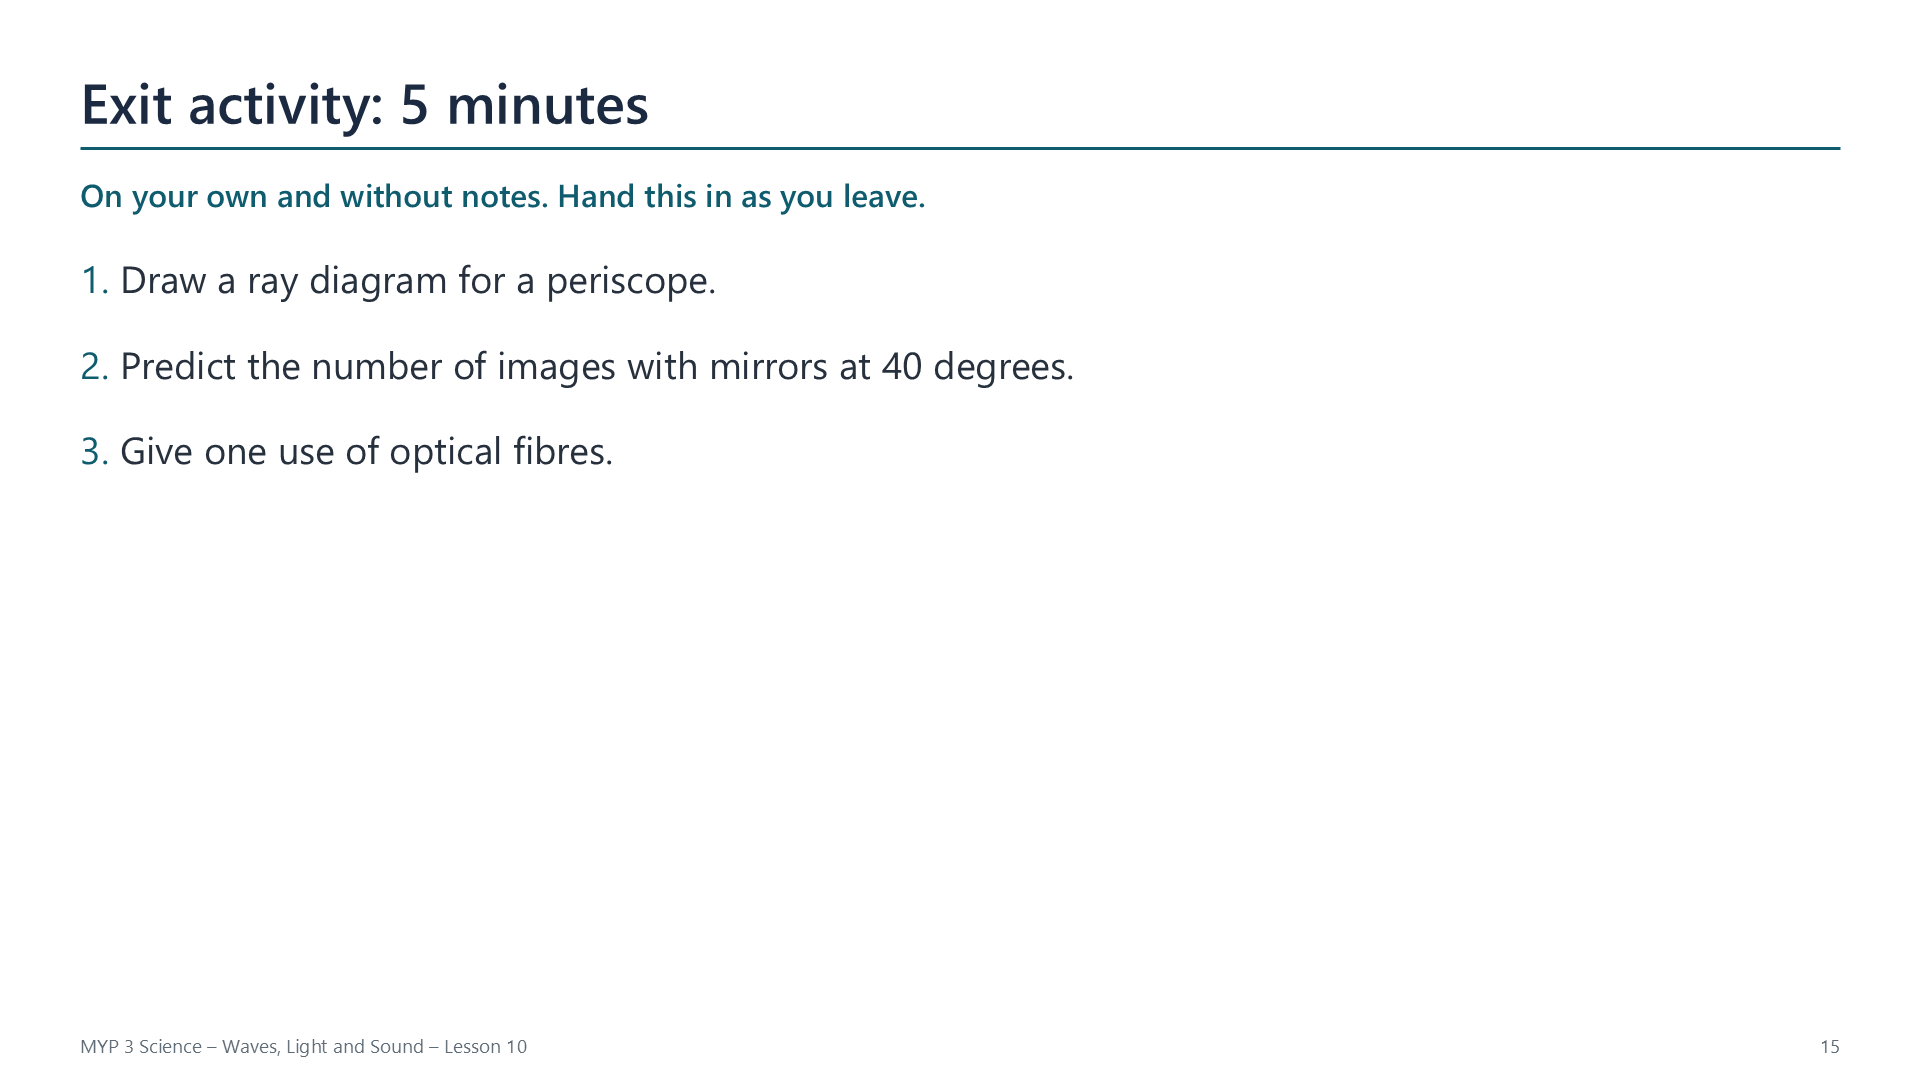 Exit activity: 5 minutes
On your own and without notes. Hand this in as you leave.
1. Draw a ray diagram for a periscope.
2. Predict the number of images with mirrors at 40 degrees.
3. Give one use of optical fibres.
MYP 3 Science – Waves, Light and Sound – Lesson 10
15